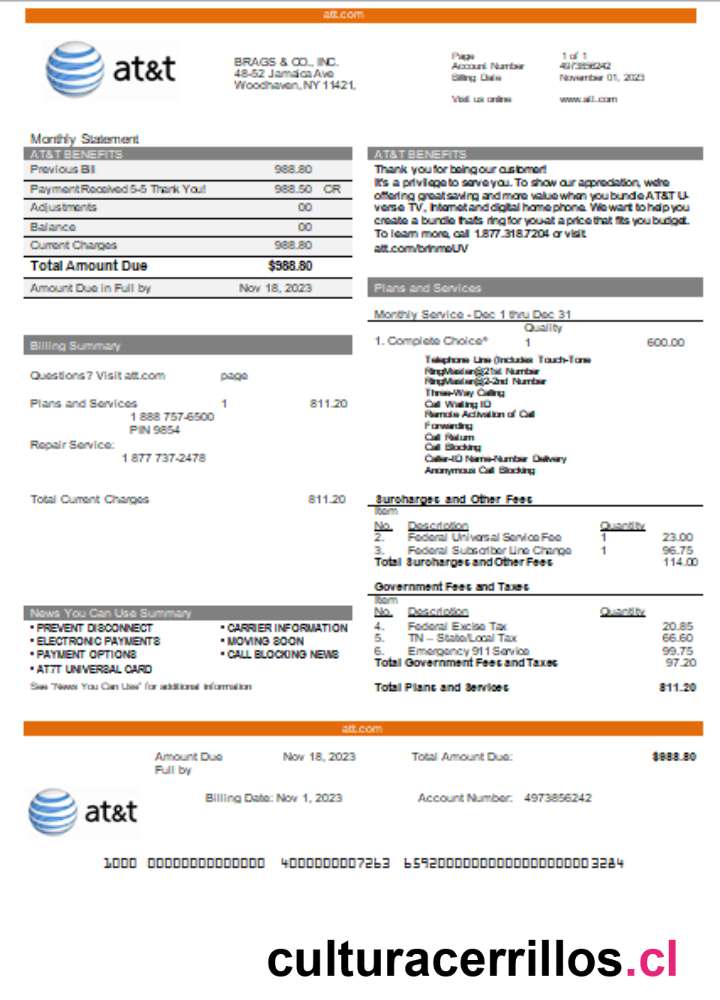 att.com
at&t
BRAGS & CO., INC.
48-52 Jamaica Ave
Woodhaven, NY 11421,
Page 1 of 1
Account Number 4973856242
Billing Date November 01, 2023
Visit us online www.att.com
Monthly Statement
AT&T BENEFITS
Previous Bill 988.80
Payment Received 5-5 Thank You! 988.50 CR
Adjustments 00
Balance 00
Current Charges 988.80
Total Amount Due $988.80
Amount Due in Full by Nov 18, 2023
Billing Summary
Questions? Visit att.com page
Plans and Services 1 811.20
1 888 757-6500
PIN 9854
Repair Service:
1 877 737-2478
Total Current Charges 811.20
News You Can Use Summary
• PREVENT DISCONNECT • CARRIER INFORMATION
• ELECTRONIC PAYMENTS • MOVING SOON
• PAYMENT OPTIONS • CALL BLOCKING NEWS
• AT7T UNIVERSAL CARD
See "News You Can Use" for additional information
AT&T BENEFITS
Thank you for being our customer!
It's a privilege to serve you. To show our appreciation, we're
offering great saving and more value when you bundle AT&T U-
verse TV, Internet and digital home phone. We want to help you
create a bundle thats ring for you-at a price that fits you budget.
To learn more, call 1.877.318.7204 or visit
att.com/brinmeUV
Plans and Services
Monthly Service - Dec 1 thru Dec 31
Quality
1. Complete Choice* 1 600.00
Telephone Line (Includes Touch-Tone
RingMaster@21st Number
RingMaster@2-2nd Number
Three-Way Calling
Call Waiting ID
Remote Activation of Call
Forwarding
Call Return
Call Blocking
Caller-ID Name-Number Delivery
Anonymous Call Blocking
Surcharges and Other Fees
Item
No. Description Quantity
2. Federal Universal Service Fee 1 23.00
3. Federal Subscriber Line Change 1 96.75
Total Surcharges and Other Fees 114.00
Government Fees and Taxes
Item
No. Description Quantity
4. Federal Excise Tax 20.85
5. TN – State/Local Tax 66.60
6. Emergency 911 Service 99.75
Total Government Fees and Taxes 97.20
Total Plans and Services 811.20
att.com
Amount Due Nov 18, 2023 Total Amount Due: $988.80
Full by
at&t
Billing Date: Nov 1, 2023 Account Number: 4973856242
culturacerrillos.cl